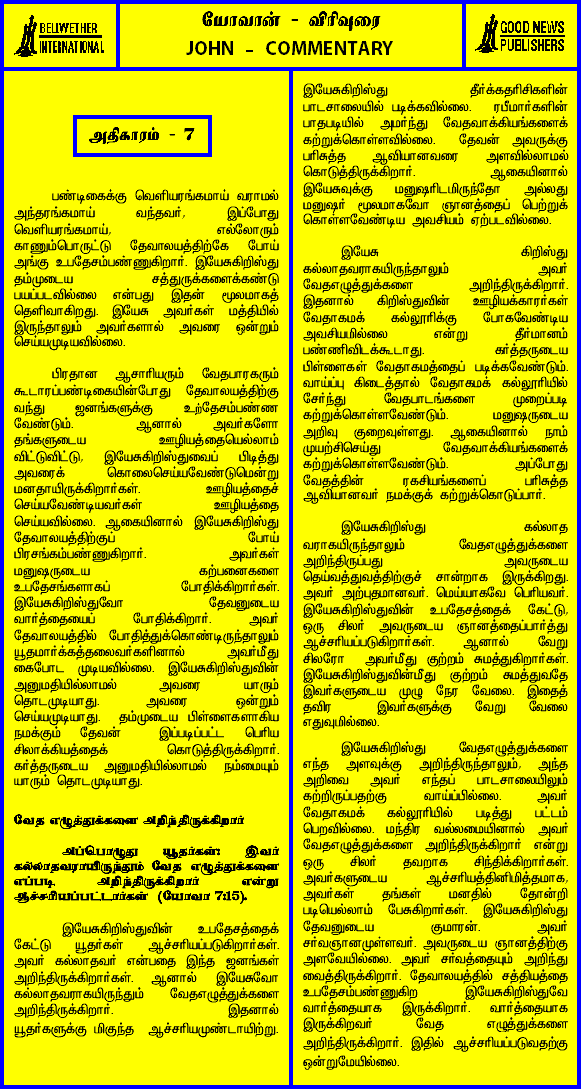 BELWETHER
INTERNATIONAL
யோவான் - விரிவுரை
JOHN - COMMENTARY
GOOD NEWS
PUBLISHERS
அதிகாரம் - 7
பண்டிகைக்கு வெளியரங்கமாய் வராமல்
அந்தரங்கமாய் வந்தவர், இப்போது
வெளியரங்கமாய், எல்லோரும்
காணும்பொருட்டு தேவாலயத்திற்கே போய்
அங்கு உபதேசம்பண்ணுகிறார். இயேசுகிறிஸ்து
தம்முடைய சத்துருக்களைக்கண்டு
பயப்படவில்லை என்பது இதன் மூலமாகத்
தெளிவாகிறது. இயேசு அவர்கள் மத்தியில்
இருந்தாலும் அவர்களால் அவரை ஒன்றும்
செய்யமுடியவில்லை.
பிரதான ஆசாரியரும் வேதபாரகரும்
கூடாரப்பண்டிகையின்போது தேவாலயத்திற்கு
வந்து ஜனங்களுக்கு உற்தேசம்பண்ண
வேண்டும். ஆனால் அவர்களோ
தங்களுடைய ஊழியத்தையெல்லாம்
விட்டுவிட்டு, இயேசுகிறிஸ்துவைப் பிடித்து
அவரைக் கொலைசெய்யவேண்டுமென்று
மனதாயிருக்கிறார்கள். ஊழியத்தைச்
செய்யவேண்டியவர்கள் ஊழியத்தை
செய்யவில்லை. ஆகையினால் இயேசுகிறிஸ்து
தேவாலயத்திற்குப் போய்
பிரசங்கம்பண்ணுகிறார். அவர்கள்
மனுஷருடைய கற்பனைகளை
உபதேசங்களாகப் போதிக்கிறார்கள்.
இயேசுகிறிஸ்துவோ தேவனுடைய
வார்த்தையைப் போதிக்கிறார். அவர்
தேவாலயத்தில் போதித்துக்கொண்டிருந்தாலும்
யூதமார்க்கத்தலைவர்களினால் அவர்மீது
கைபோட முடியவில்லை. இயேசுகிறிஸ்துவின்
அனுமதியில்லாமல் அவரை யாரும்
தொடமுடியாது. அவரை ஒன்றும்
செய்யமுடியாது. தம்முடைய பிள்ளைகளாகிய
நமக்கும் தேவன் இப்படிப்பட்ட பெரிய
சிலாக்கியத்தைக் கொடுத்திருக்கிறார்.
கர்த்தருடைய அனுமதியில்லாமல் நம்மையும்
யாரும் தொடமுடியாது.
வேத எழுத்துக்களை அறிந்திருக்கிறார்
அப்பொழுது யூதர்கள்: இவர்
கல்லாதவராயிருந்தும் வேத எழுத்துக்களை
எப்படி அறிந்திருக்கிறார் என்று
ஆச்சரியப்பட்டார்கள் (யோவா 7:15).
இயேசுகிறிஸ்துவின் உபதேசத்தைக்
கேட்டு யூதர்கள் ஆச்சரியப்படுகிறார்கள்.
அவர் கல்லாதவர் என்பதை இந்த ஜனங்கள்
அறிந்திருக்கிறார்கள். ஆனால் இயேசுவோ
கல்லாதவராகயிருந்தும் வேதஎழுத்துக்களை
அறிந்திருக்கிறார். இதனால்
யூதர்களுக்கு மிகுந்த ஆச்சரியமுண்டாயிற்று.
இயேசுகிறிஸ்து தீர்க்கதரிசிகளின்
பாடசாலையில் படிக்கவில்லை. ரபீமார்களின்
பாதபடியில் அமர்ந்து வேதவாக்கியங்களைக்
கற்றுக்கொள்ளவில்லை. தேவன் அவருக்கு
பரிசுத்த ஆவியானவரை அளவில்லாமல்
கொடுத்திருக்கிறார். ஆகையினால்
இயேசுவுக்கு மனுஷரிடமிருந்தோ அல்லது
மனுஷர் மூலமாகவோ ஞானத்தைப் பெற்றுக்
கொள்ளவேண்டிய அவசியம் ஏற்படவில்லை.
இயேசு கிறிஸ்து
கல்லாதவராகயிருந்தாலும் அவர்
வேதஎழுத்துக்களை அறிந்திருக்கிறார்.
இதனால் கிறிஸ்துவின் ஊழியக்காரர்கள்
வேதாகமக் கல்லூரிக்கு போகவேண்டிய
அவசியமில்லை என்று தீர்மானம்
பண்ணிவிடக்கூடாது. கர்த்தருடைய
பிள்ளைகள் வேதாகமத்தைப் படிக்கவேண்டும்.
வாய்ப்பு கிடைத்தால் வேதாகமக் கல்லூரியில்
சேர்ந்து வேதபாடங்களை முறைப்படி
கற்றுக்கொள்ளவேண்டும். மனுஷருடைய
அறிவு குறைவுள்ளது. ஆகையினால் நாம்
முயற்சிசெய்து வேதவாக்கியங்களைக்
கற்றுக்கொள்ளவேண்டும். அப்போது
வேதத்தின் ரகசியங்களைப் பரிசுத்த
ஆவியானவர் நமக்குக் கற்றுக்கொடுப்பார்.
இயேசுகிறிஸ்து கல்லாத
வராகயிருந்தாலும் வேதஎழுத்துக்களை
அறிந்திருப்பது அவருடைய
தெய்வத்துவத்திற்குச் சான்றாக இருக்கிறது.
அவர் அற்புதமானவர். மெய்யாகவே பெரியவர்.
இயேசுகிறிஸ்துவின் உபதேசத்தைக் கேட்டு,
ஒரு சிலர் அவருடைய ஞானத்தைப்பார்த்து
ஆச்சரியப்படுகிறார்கள். ஆனால் வேறு
சிலரோ அவர்மீது குற்றம் சுமத்துகிறார்கள்.
இயேசுகிறிஸ்துவின்மீது குற்றம் சுமத்துவதே
இவர்களுடைய முழு நேர வேலை. இதைத்
தவிர இவர்களுக்கு வேறு வேலை
எதுவுமில்லை.
இயேசுகிறிஸ்து வேதஎழுத்துக்களை
எந்த அளவுக்கு அறிந்திருந்தாலும், அந்த
அறிவை அவர் எந்தப் பாடசாலையிலும்
கற்றிருப்பதற்கு வாய்ப்பில்லை. அவர்
வேதாகமக் கல்லூரியில் படித்து பட்டம்
பெறவில்லை. மந்திர வல்லமையினால் அவர்
வேதஎழுத்துக்களை அறிந்திருக்கிறார் என்று
ஒரு சிலர் தவறாக சிந்திக்கிறார்கள்.
அவர்களுடைய ஆச்சரியத்தினிமித்தமாக,
அவர்கள் தங்கள் மனதில் தோன்றி
படியெல்லாம் பேசுகிறார்கள். இயேசுகிறிஸ்து
தேவனுடைய குமாரன். அவர்
சர்வஞானமுள்ளவர். அவருடைய ஞானத்திற்கு
அளவேயில்லை. அவர் சர்வத்தையும் அறிந்து
வைத்திருக்கிறார். தேவாலயத்தில் சத்தியத்தை
உபதேசம்பண்ணுகிற இயேசுகிறிஸ்துவே
வார்த்தையாக இருக்கிறார். வார்த்தையாக
இருக்கிறவர் வேத எழுத்துக்களை
அறிந்திருக்கிறார். இதில் ஆச்சரியப்படுவதற்கு
ஒன்றுமேயில்லை.